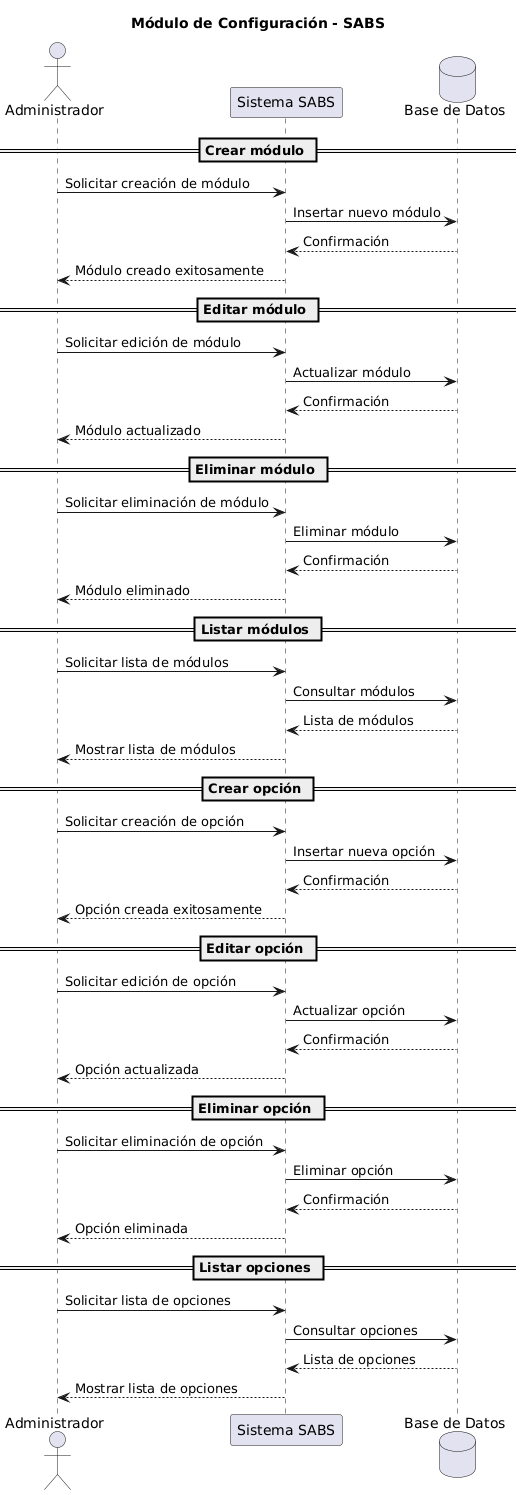 Módulo de Configuración - SABS
Administrador
Sistema SABS
Base de Datos
Crear módulo
Solicitar creación de módulo
Insertar nuevo módulo
Confirmación
Módulo creado exitosamente
Editar módulo
Solicitar edición de módulo
Actualizar módulo
Confirmación
Módulo actualizado
Eliminar módulo
Solicitar eliminación de módulo
Eliminar módulo
Confirmación
Módulo eliminado
Listar módulos
Solicitar lista de módulos
Consultar módulos
Lista de módulos
Mostrar lista de módulos
Crear opción
Solicitar creación de opción
Insertar nueva opción
Confirmación
Opción creada exitosamente
Editar opción
Solicitar edición de opción
Actualizar opción
Confirmación
Opción actualizada
Eliminar opción
Solicitar eliminación de opción
Eliminar opción
Confirmación
Opción eliminada
Listar opciones
Solicitar lista de opciones
Consultar opciones
Lista de opciones
Mostrar lista de opciones
Administrador
Sistema SABS
Base de Datos